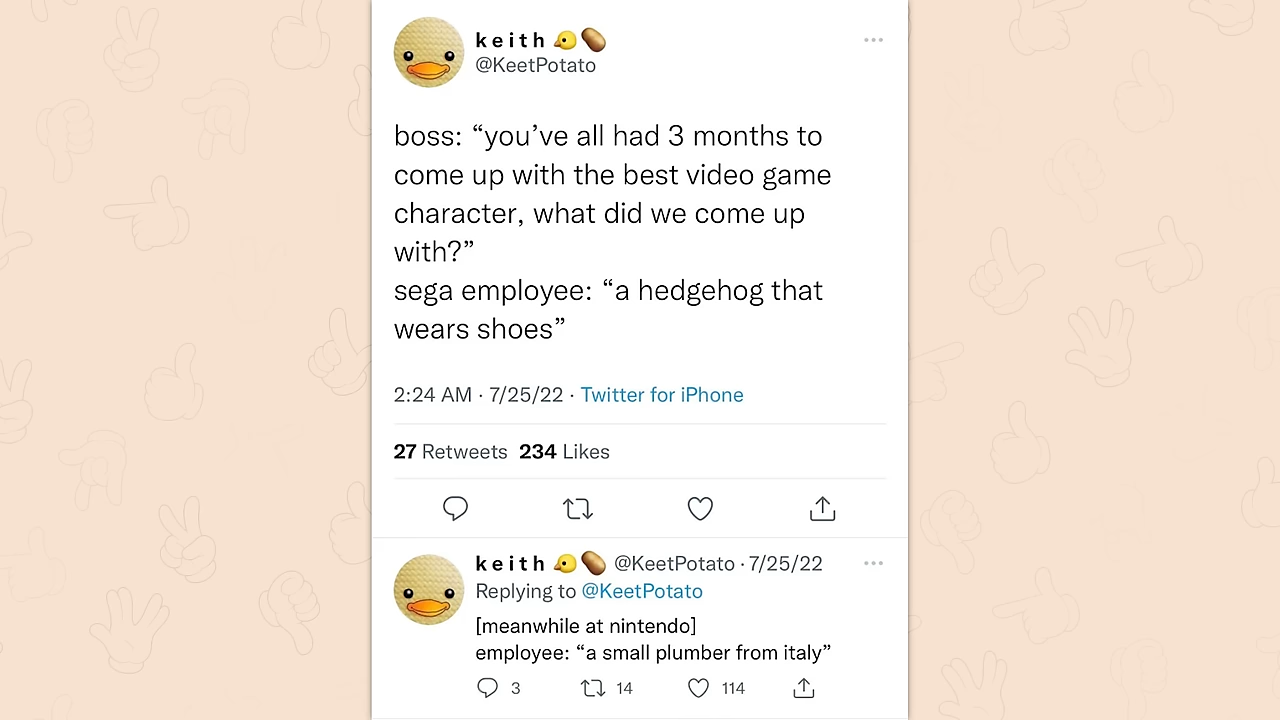 keith 🐤🥔
@KeetPotato
boss: “you’ve all had 3 months to
come up with the best video game
character, what did we come up
with?”
sega employee: “a hedgehog that
wears shoes”
2:24 AM · 7/25/22 · Twitter for iPhone
27 Retweets 234 Likes
keith 🐤🥔 @KeetPotato · 7/25/22
Replying to @KeetPotato
[meanwhile at nintendo]
employee: “a small plumber from italy”
3 14 114